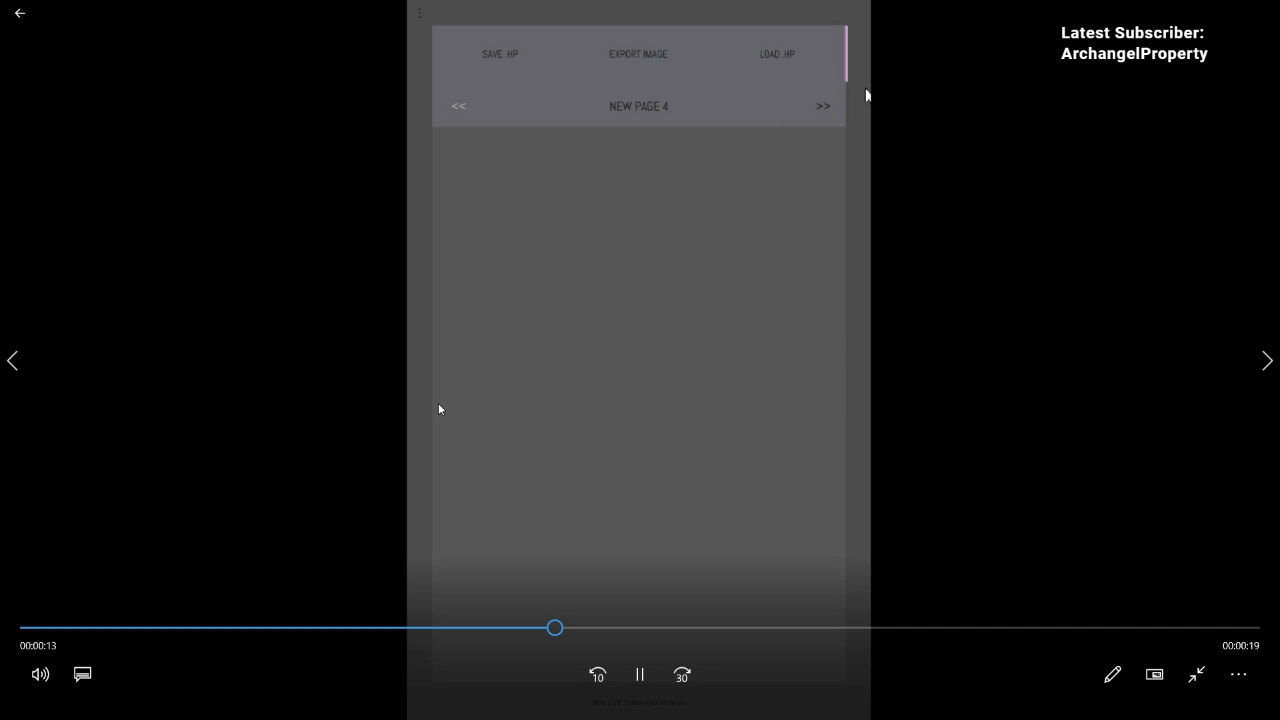 Latest Subscriber:
ArchangelProperty
SAVE .HP
EXPORT IMAGE
LOAD .HP
<<
NEW PAGE 4
>>
00:00:13
00:00:19
10
30